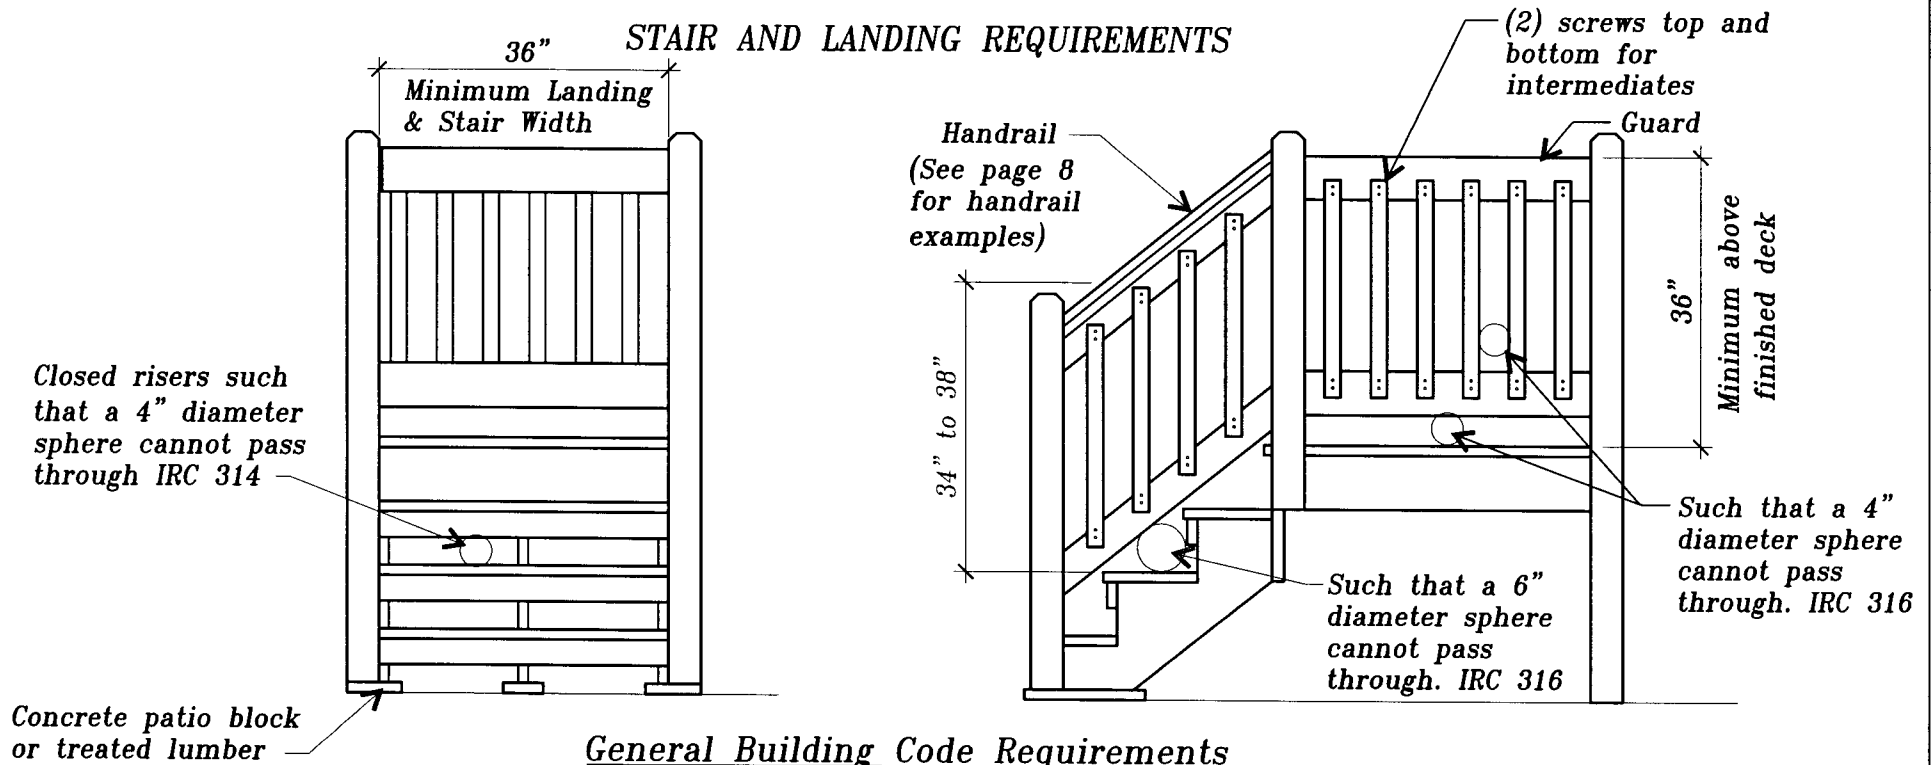 STAIR AND LANDING REQUIREMENTS
36"
Minimum Landing
& Stair Width
(2) screws top and
bottom for
intermediates
Guard
Handrail
(See page 8
for handrail
examples)
36"
Minimum above
finished deck
34" to 38"
Closed risers such
that a 4" diameter
sphere cannot pass
through IRC 314
Such that a 4"
diameter sphere
cannot pass
through. IRC 316
Such that a 6"
diameter sphere
cannot pass
through. IRC 316
Concrete patio block
or treated lumber
General Building Code Requirements